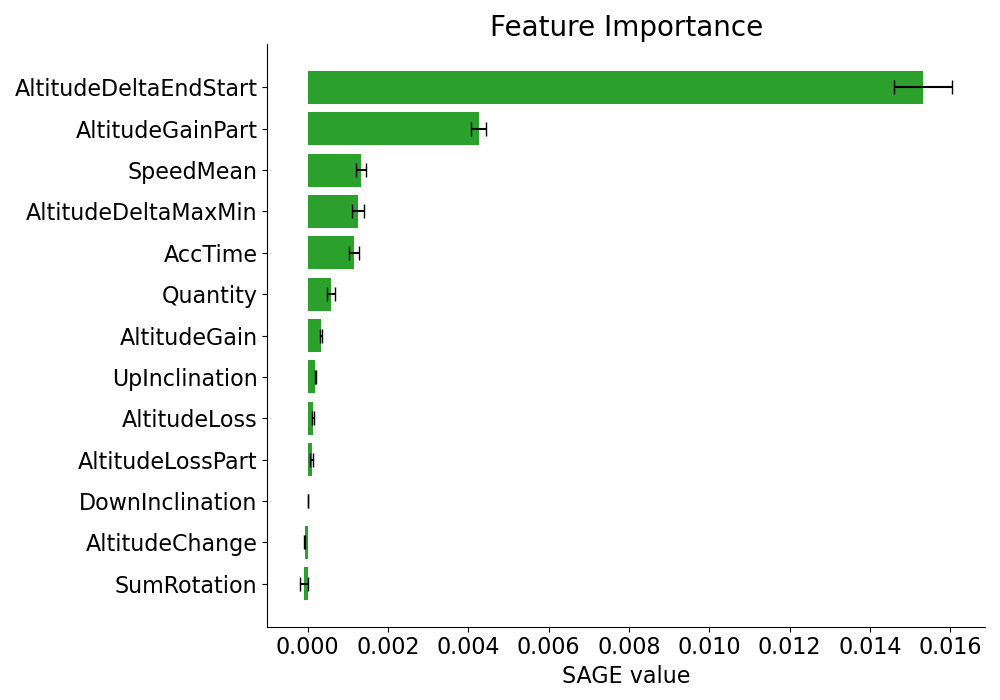 Feature Importance
AltitudeDeltaEndStart
AltitudeGainPart
SpeedMean
AltitudeDeltaMaxMin
AccTime
Quantity
AltitudeGain
UpInclination
AltitudeLoss
AltitudeLossPart
DownInclination
AltitudeChange
SumRotation
0.000 0.002 0.004 0.006 0.008 0.010 0.012 0.014 0.016
SAGE value